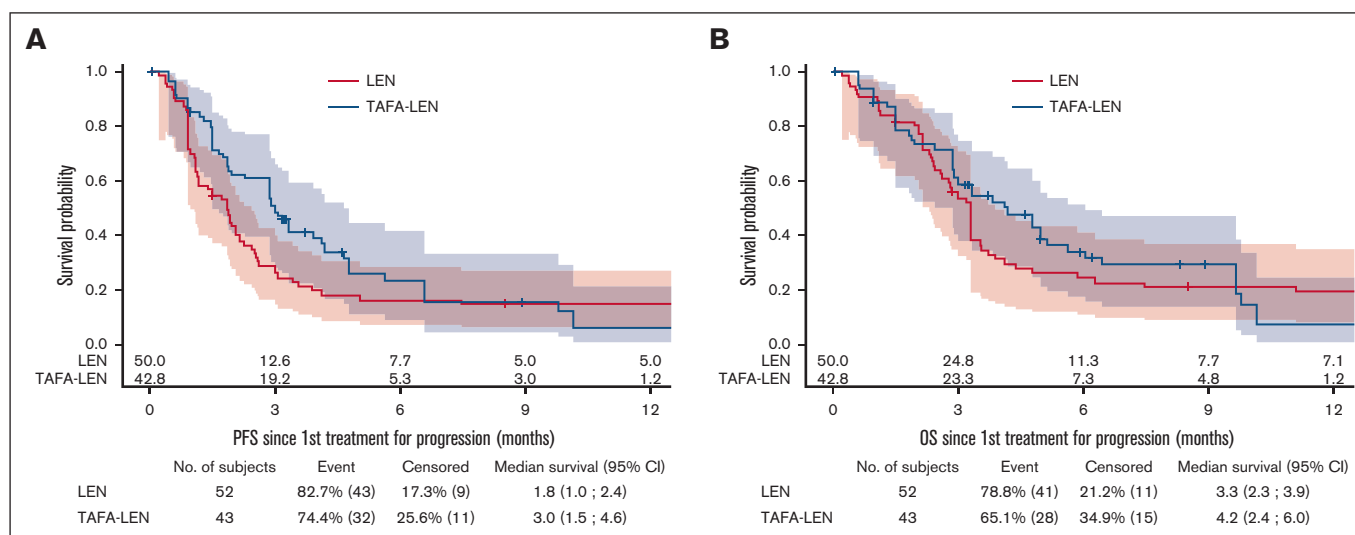 A
LEN
TAFA-LEN
Survival probability
1.0
0.8
0.6
0.4
0.2
0.0
LEN 50.0 12.6 7.7 5.0 5.0
TAFA-LEN 42.8 19.2 5.3 3.0 1.2
0 3 6 9 12
PFS since 1st treatment for progression (months)
No. of subjects Event Censored Median survival (95% CI)
LEN 52 82.7% (43) 17.3% (9) 1.8 (1.0 ; 2.4)
TAFA-LEN 43 74.4% (32) 25.6% (11) 3.0 (1.5 ; 4.6)
B
LEN
TAFA-LEN
Survival probability
1.0
0.8
0.6
0.4
0.2
0.0
LEN 50.0 24.8 11.3 7.7 7.1
TAFA-LEN 42.8 23.3 7.3 4.8 1.2
0 3 6 9 12
OS since 1st treatment for progression (months)
No. of subjects Event Censored Median survival (95% CI)
LEN 52 78.8% (41) 21.2% (11) 3.3 (2.3 ; 3.9)
TAFA-LEN 43 65.1% (28) 34.9% (15) 4.2 (2.4 ; 6.0)